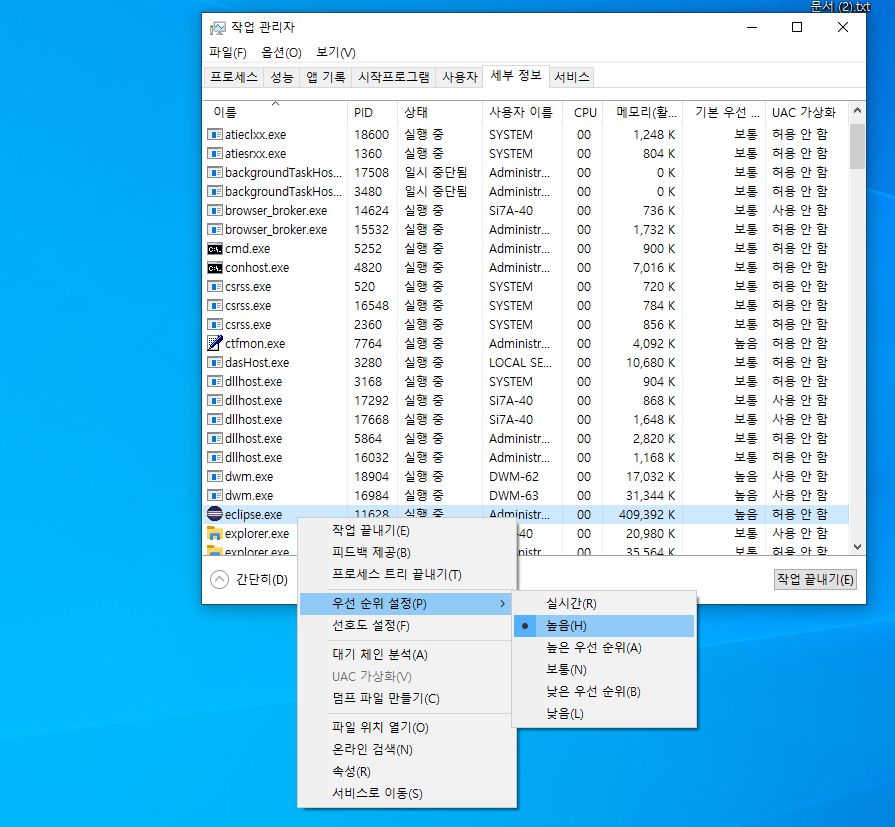 문서 (2).txt
작업 관리자
파일(F) 옵션(O) 보기(V)
프로세스 성능 앱 기록 시작프로그램 사용자 세부 정보 서비스
이름 PID 상태 사용자 이름 CPU 메모리(활... 기본 우선 ... UAC 가상화
atieclxx.exe 18600 실행 중 SYSTEM 00 1,248 K 보통 허용 안 함
atiesrxx.exe 1360 실행 중 SYSTEM 00 804 K 보통 허용 안 함
backgroundTaskHos... 17508 일시 중단됨 Administr... 00 0 K 보통 허용 안 함
backgroundTaskHos... 3480 일시 중단됨 Administr... 00 0 K 보통 허용 안 함
browser_broker.exe 14624 실행 중 Si7A-40 00 736 K 보통 사용 안 함
browser_broker.exe 15532 실행 중 Administr... 00 1,732 K 보통 허용 안 함
cmd.exe 5252 실행 중 Administr... 00 900 K 보통 허용 안 함
conhost.exe 4820 실행 중 Administr... 00 7,016 K 보통 허용 안 함
csrss.exe 520 실행 중 SYSTEM 00 720 K 보통 허용 안 함
csrss.exe 16548 실행 중 SYSTEM 00 784 K 보통 허용 안 함
csrss.exe 2360 실행 중 SYSTEM 00 856 K 보통 허용 안 함
ctfmon.exe 7764 실행 중 Administr... 00 4,092 K 높음 허용 안 함
dasHost.exe 3280 실행 중 LOCAL SE... 00 10,680 K 보통 허용 안 함
dllhost.exe 3168 실행 중 SYSTEM 00 904 K 보통 허용 안 함
dllhost.exe 17292 실행 중 Si7A-40 00 868 K 보통 사용 안 함
dllhost.exe 17668 실행 중 Si7A-40 00 1,648 K 보통 사용 안 함
dllhost.exe 5864 실행 중 Administr... 00 2,820 K 보통 허용 안 함
dllhost.exe 16032 실행 중 Administr... 00 1,168 K 보통 허용 안 함
dwm.exe 18904 실행 중 DWM-62 00 17,032 K 높음 사용 안 함
dwm.exe 16984 실행 중 DWM-63 00 31,344 K 높음 사용 안 함
eclipse.exe 11628 실행 중 Administr... 00 409,392 K 높음 허용 안 함
explorer.exe -40 00 20,980 K 보통 사용 안 함
explorer.exe nistr... 00 35,564 K 보통 허용 안 함
간단히(D) 작업 끝내기(E)
작업 끝내기(E)
피드백 제공(B)
프로세스 트리 끝내기(T)
우선 순위 설정(P)
선호도 설정(F)
대기 체인 분석(A)
UAC 가상화(V)
덤프 파일 만들기(C)
파일 위치 열기(O)
온라인 검색(N)
속성(R)
서비스로 이동(S)
실시간(R)
높음(H)
높은 우선 순위(A)
보통(N)
낮은 우선 순위(B)
낮음(L)